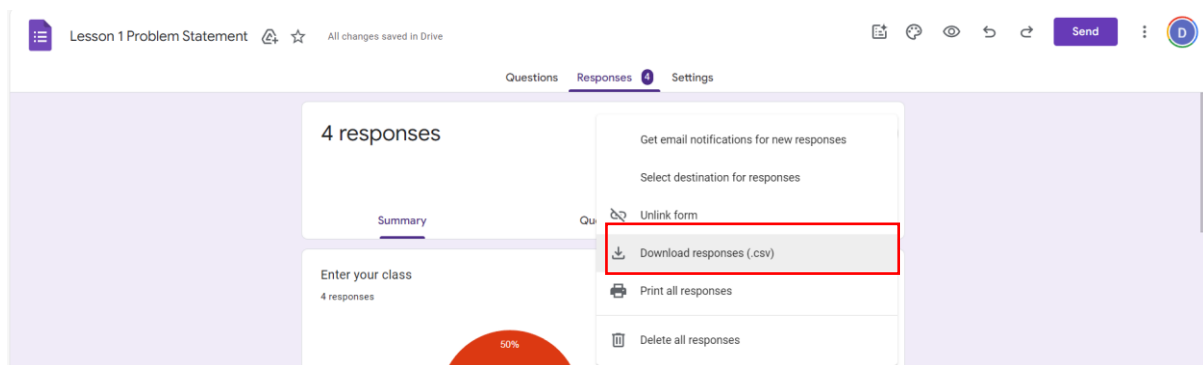 Lesson 1 Problem Statement
All changes saved in Drive
Send
D
Questions
Responses 4
Settings
4 responses
Get email notifications for new responses
Select destination for responses
Summary
Qu
Unlink form
Download responses (.csv)
Enter your class
4 responses
Print all responses
50%
Delete all responses